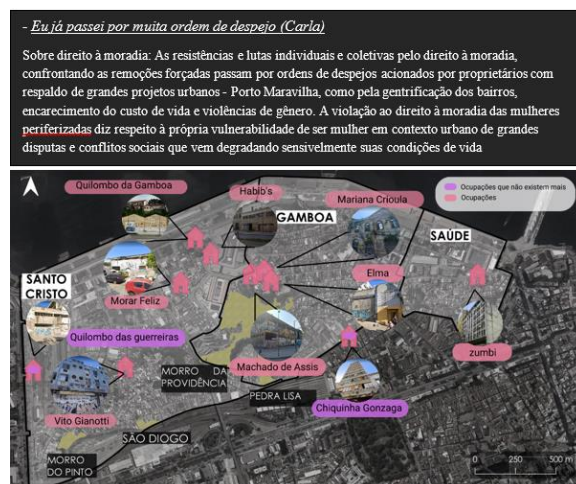 - Eu já passei por muita ordem de despejo (Carla)
Sobre direito à moradia: As resistências e lutas individuais e coletivas pelo direito à moradia,
confrontando as remoções forçadas passam por ordens de despejos acionados por proprietários com
respaldo de grandes projetos urbanos - Porto Maravilha, como pela gentrificação dos bairros,
encarecimento do custo de vida e violências de gênero. A violação ao direito à moradia das mulheres
periferizadas diz respeito à própria vulnerabilidade de ser mulher em contexto urbano de grandes
disputas e conflitos sociais que vem degradando sensivelmente suas condições de vida
Quilombo da Gamboa
Habib's
Mariana Crioula
Ocupações que não existem mais
Ocupações
GAMBOA
SAÚDE
SANTO
CRISTO
Morar Feliz
Elma
Quilombo das guerreiras
Machado de Assis
zumbi
MORRO DA
PROVIDÊNCIA
PEDRA LISA
Chiquinha Gonzaga
Vito Gianotti
SÃO DIOGO
MORRO
DO PINTO
0 250 500 m